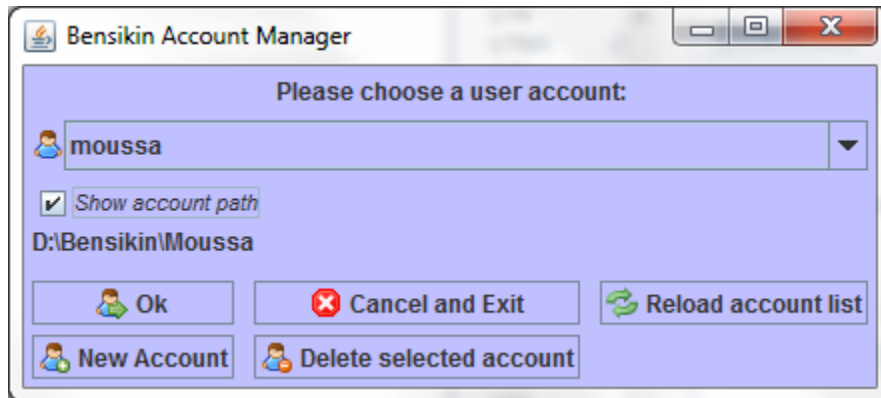 Bensikin Account Manager
Please choose a user account:
moussa
Show account path
D:\Bensikin\Moussa
Ok Cancel and Exit Reload account list
New Account Delete selected account